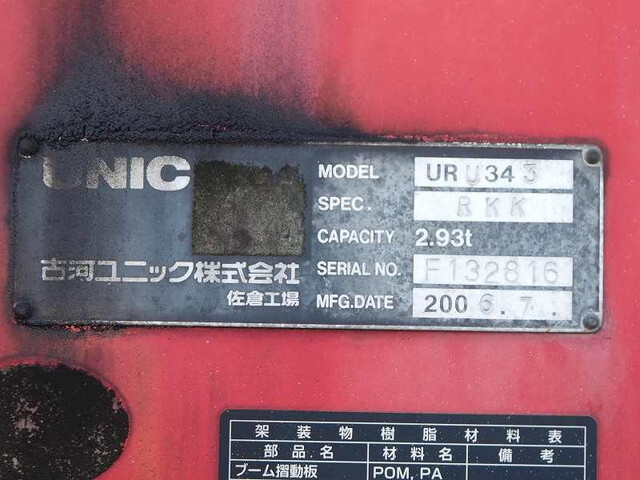 UNIC
古河ユニック株式会社
佐倉工場
MODEL URU343
SPEC. RKK
CAPACITY 2.93t
SERIAL NO. F132816
MFG.DATE 2006.7.
架装物樹脂材料表
部品名 材料名 備考
ブーム摺動板 POM, PA